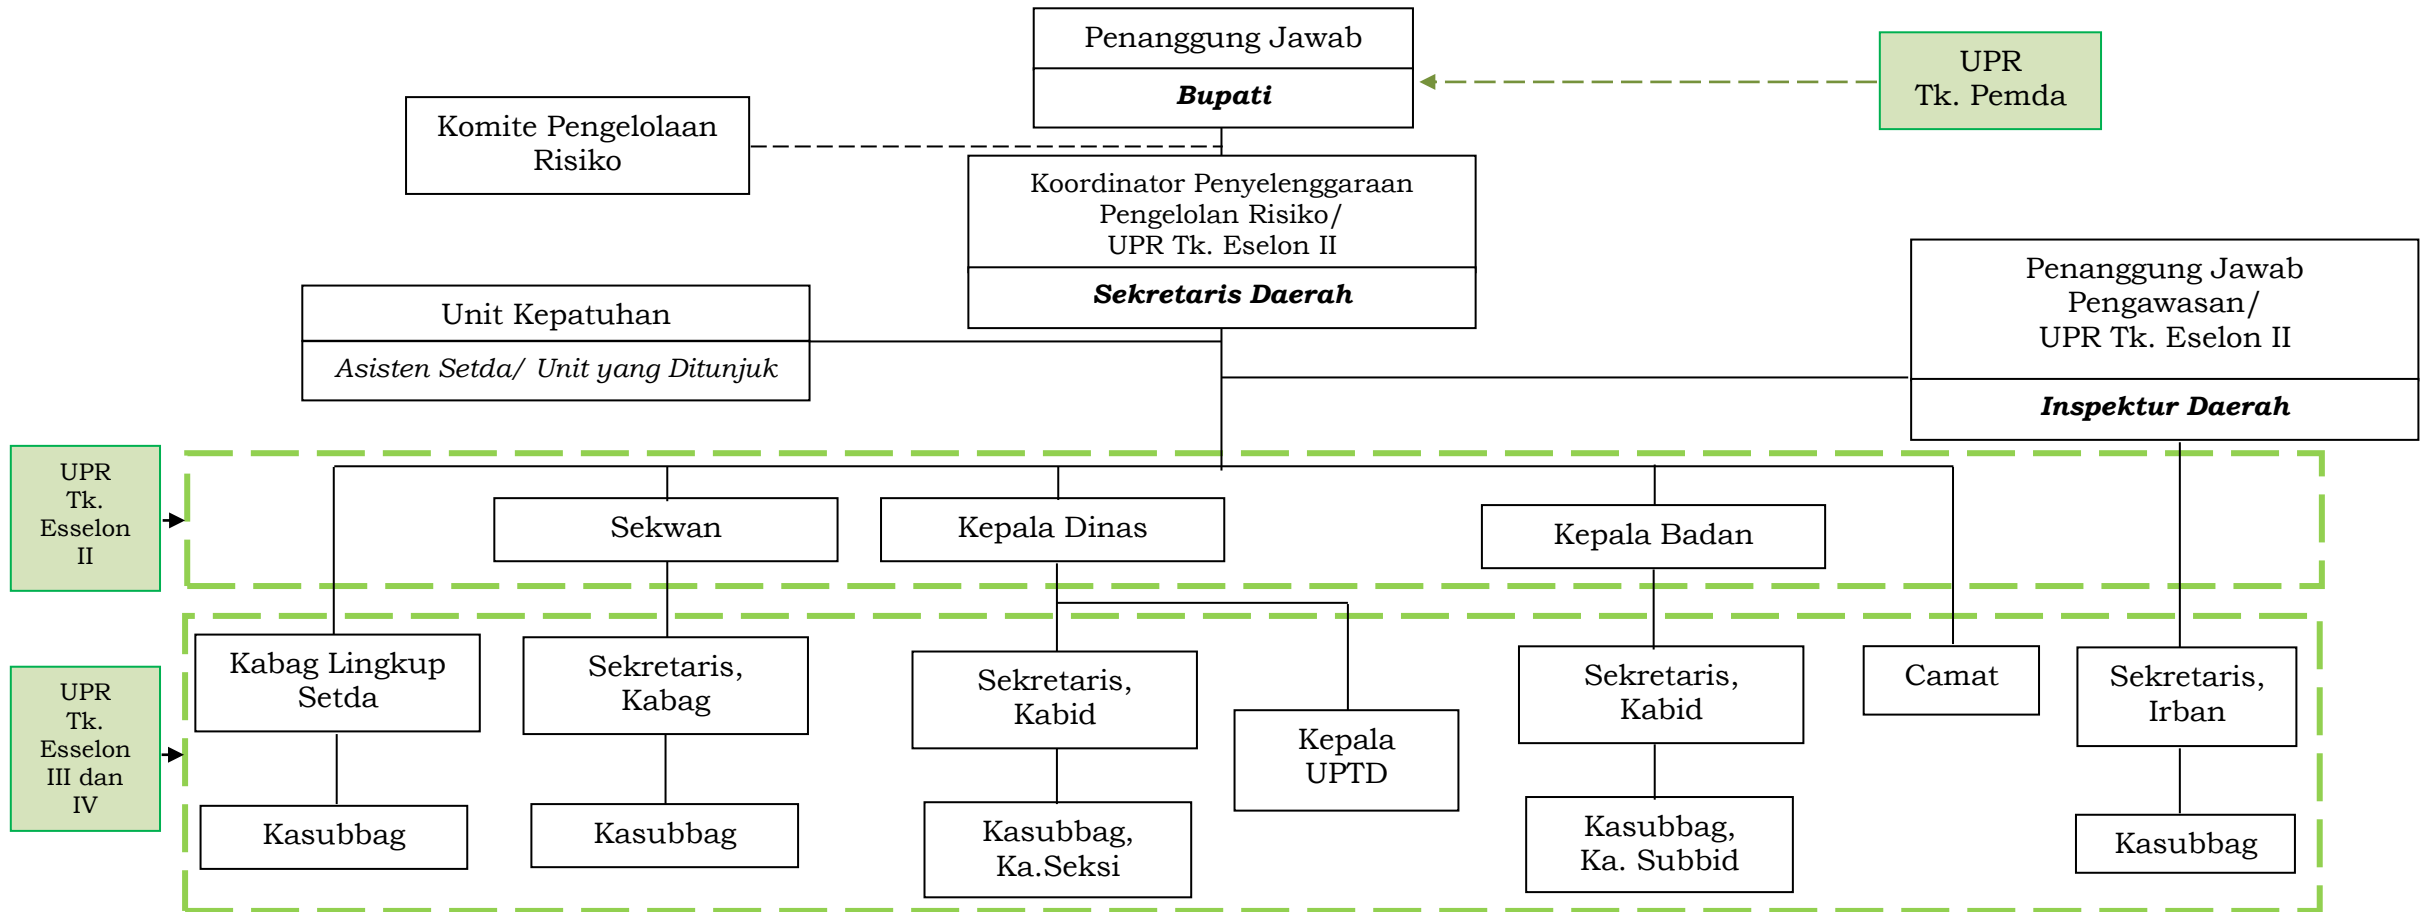 Penanggung Jawab
Bupati
UPR
Tk. Pemda
Komite Pengelolaan
Risiko
Koordinator Penyelenggaraan
Pengelolan Risiko/
UPR Tk. Eselon II
Sekretaris Daerah
Penanggung Jawab
Pengawasan/
UPR Tk. Eselon II
Inspektur Daerah
Unit Kepatuhan
Asisten Setda/ Unit yang Ditunjuk
UPR
Tk.
Esselon
II
Sekwan
Kepala Dinas
Kepala Badan
UPR
Tk.
Esselon
III dan
IV
Kabag Lingkup
Setda
Sekretaris,
Kabag
Sekretaris,
Kabid
Kepala
UPTD
Sekretaris,
Kabid
Camat
Sekretaris,
Irban
Kasubbag
Kasubbag
Kasubbag,
Ka.Seksi
Kasubbag,
Ka. Subbid
Kasubbag